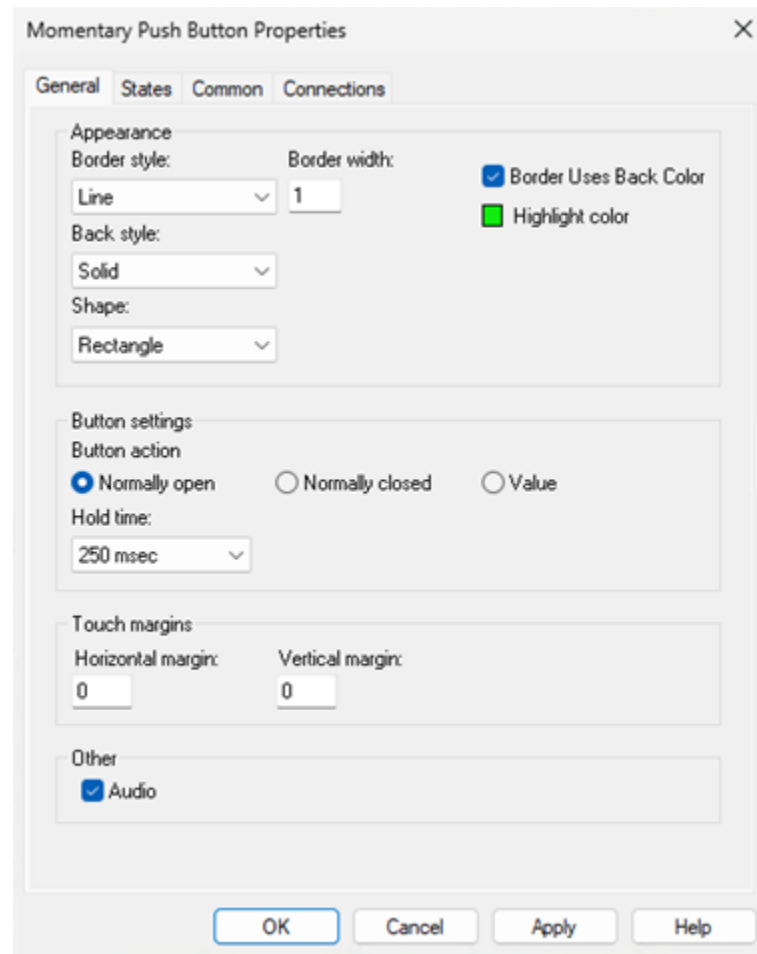 Momentary Push Button Properties
General States Common Connections
Appearance
Border style: Border width:
Line 1 Border Uses Back Color
Highlight color
Back style:
Solid
Shape:
Rectangle
Button settings
Button action
Normally open Normally closed Value
Hold time:
250 msec
Touch margins
Horizontal margin: Vertical margin:
0 0
Other
Audio
OK Cancel Apply Help